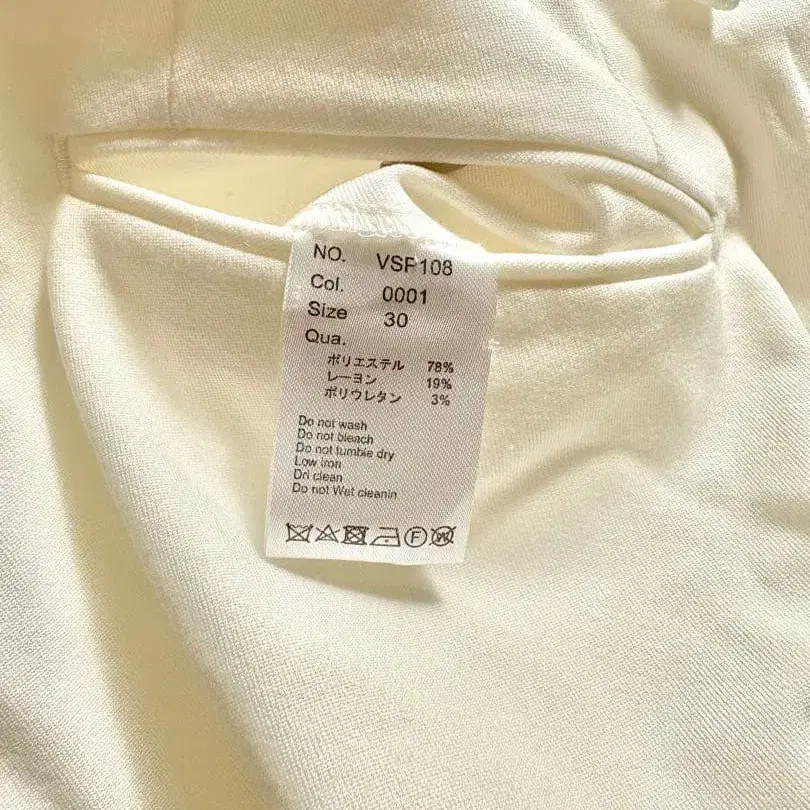 NO. VSP108
Col. 0001
Size 30
Qua.
ポリエステル 78%
レーヨン 19%
ポリウレタン 3%
Do not wash
Do not bleach
Do not tumble dry
Low iron
Dri clean
Do not Wet cleanin
F W